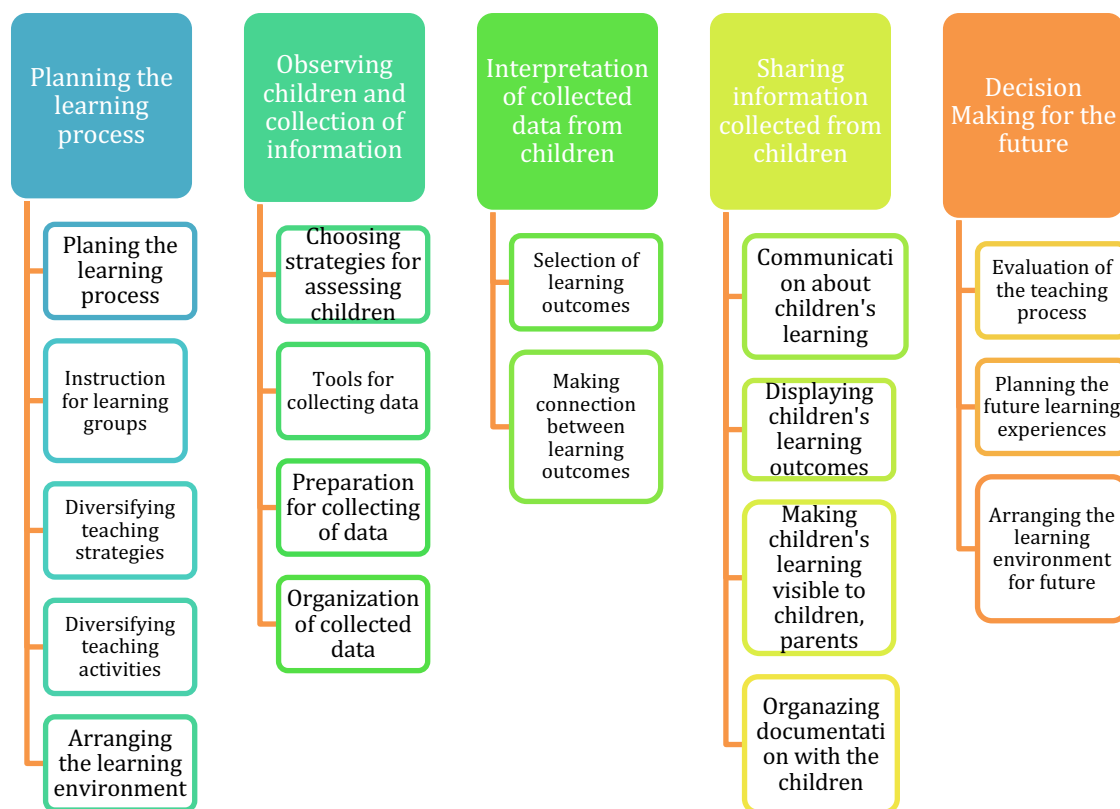 Planning the
learning
process
Planing the
learning
process
Instruction
for learning
groups
Diversifying
teaching
strategies
Diversifying
teaching
activities
Arranging
the learning
environment
Observing
children and
collection of
information
Choosing
strategies for
assessing
children
Tools for
collecting data
Preparation
for collecting
of data
Organization
of collected
data
Interpretation
of collected
data from
children
Selection of
learning
outcomes
Making
connection
between
learning
outcomes
Sharing
information
collected from
children
Communicati
on about
children's
learning
Displaying
children's
learning
outcomes
Making
children's
learning
visible to
children,
parents
Organazing
documentati
on with the
children
Decision
Making for the
future
Evaluation of
the teaching
process
Planning the
future learning
experiences
Arranging the
learning
environment
for future